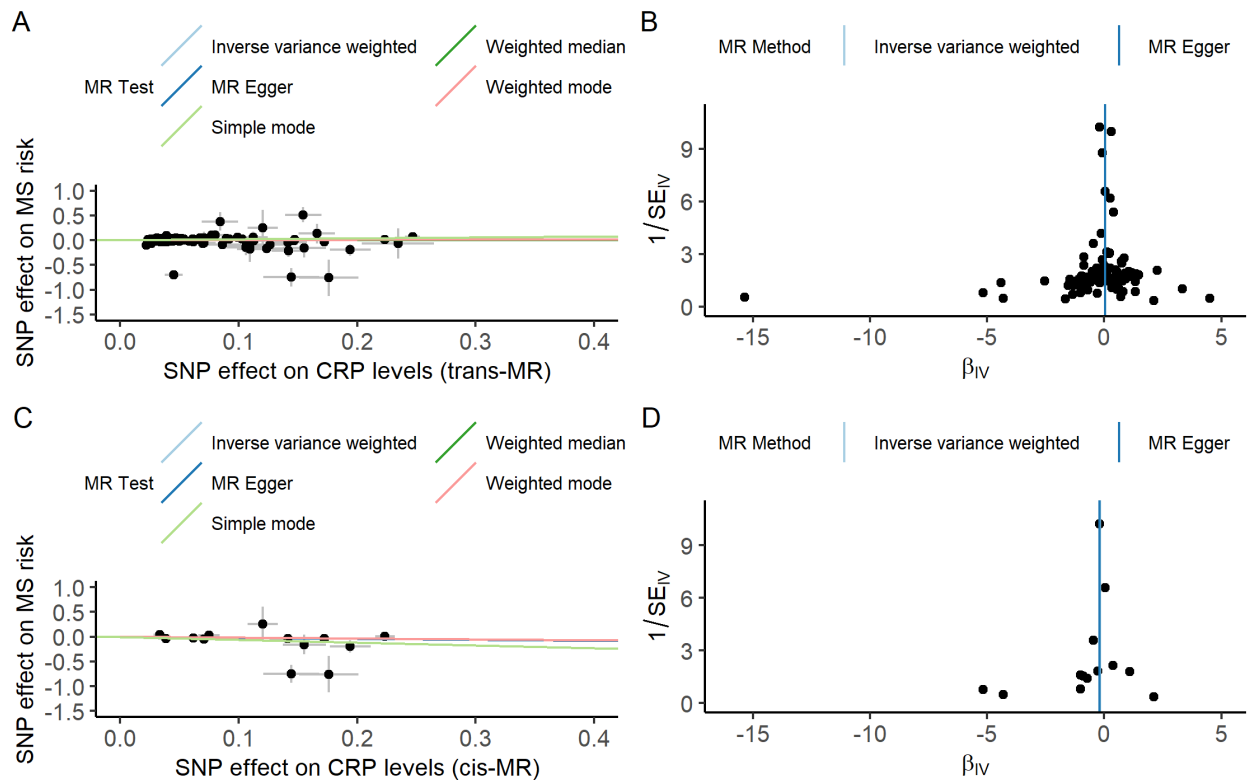 A
Inverse variance weighted
Weighted median
MR Test
MR Egger
Weighted mode
Simple mode
SNP effect on MS risk
1.0
0.5
0.0
-0.5
-1.0
-1.5
0.0 0.1 0.2 0.3 0.4
SNP effect on CRP levels (trans-MR)
B
MR Method Inverse variance weighted MR Egger
1/SE_IV
9
6
3
0
-15 -10 -5 0 5
β_IV
C
Inverse variance weighted
Weighted median
MR Test
MR Egger
Weighted mode
Simple mode
SNP effect on MS risk
1.0
0.5
0.0
-0.5
-1.0
-1.5
0.0 0.1 0.2 0.3 0.4
SNP effect on CRP levels (cis-MR)
D
MR Method Inverse variance weighted MR Egger
1/SE_IV
9
6
3
0
-15 -10 -5 0 5
β_IV